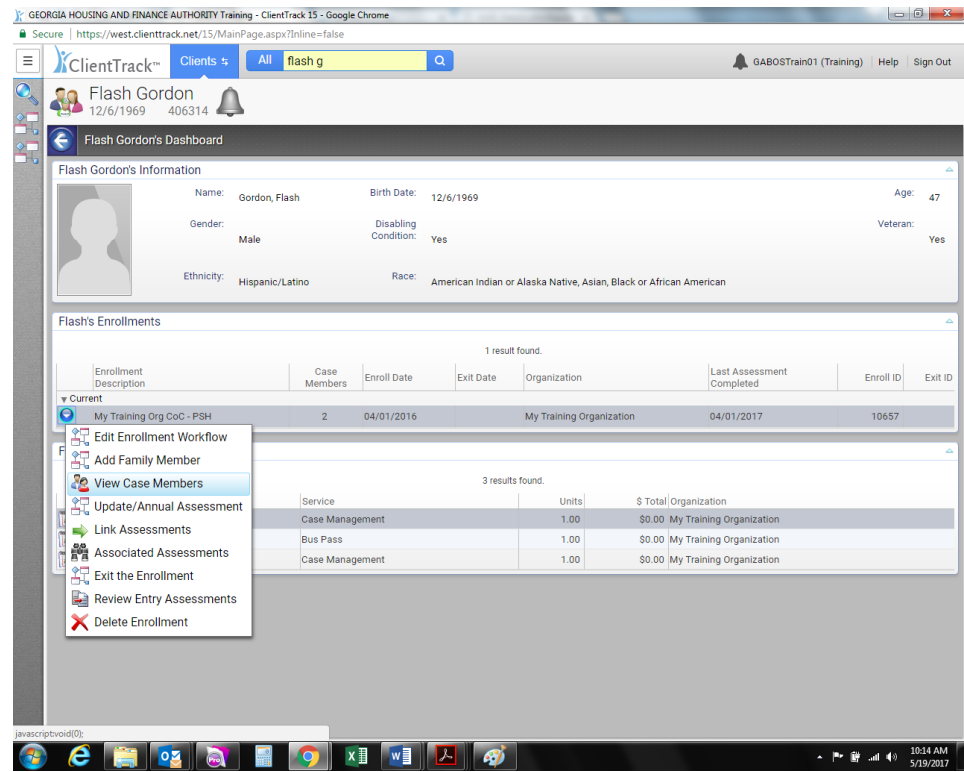 GEORGIA HOUSING AND FINANCE AUTHORITY Training - ClientTrack 15 - Google Chrome
Secure | https://west.clienttrack.net/15/MainPage.aspx?Inline=false
ClientTrack™ Clients All flash g GABOSTrain01 (Training) Help Sign Out
Flash Gordon
12/6/1969 406314
Flash Gordon's Dashboard
Flash Gordon's Information
Name: Gordon, Flash Birth Date: 12/6/1969 Age: 47
Gender: Male Disabling Condition: Yes Veteran: Yes
Ethnicity: Hispanic/Latino Race: American Indian or Alaska Native, Asian, Black or African American
Flash's Enrollments
1 result found.
Enrollment Description Case Members Enroll Date Exit Date Organization Last Assessment Completed Enroll ID Exit ID
Current
My Training Org CoC - PSH 2 04/01/2016 My Training Organization 04/01/2017 10657
F
3 results found.
Service Units $ Total Organization
Case Management 1.00 $0.00 My Training Organization
Bus Pass 1.00 $0.00 My Training Organization
Case Management 1.00 $0.00 My Training Organization
Edit Enrollment Workflow
Add Family Member
View Case Members
Update/Annual Assessment
Link Assessments
Associated Assessments
Exit the Enrollment
Review Entry Assessments
Delete Enrollment
javascript:void(0);
10:14 AM
5/19/2017